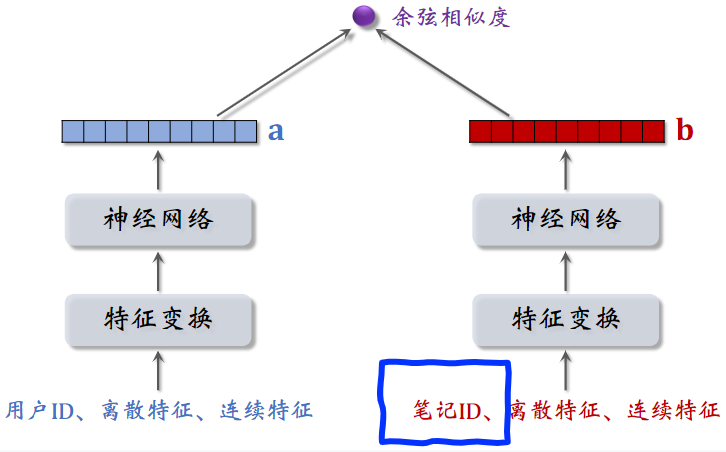 余弦相似度
a
b
神经网络
神经网络
特征变换
特征变换
用户ID、离散特征、连续特征
笔记ID、离散特征、连续特征